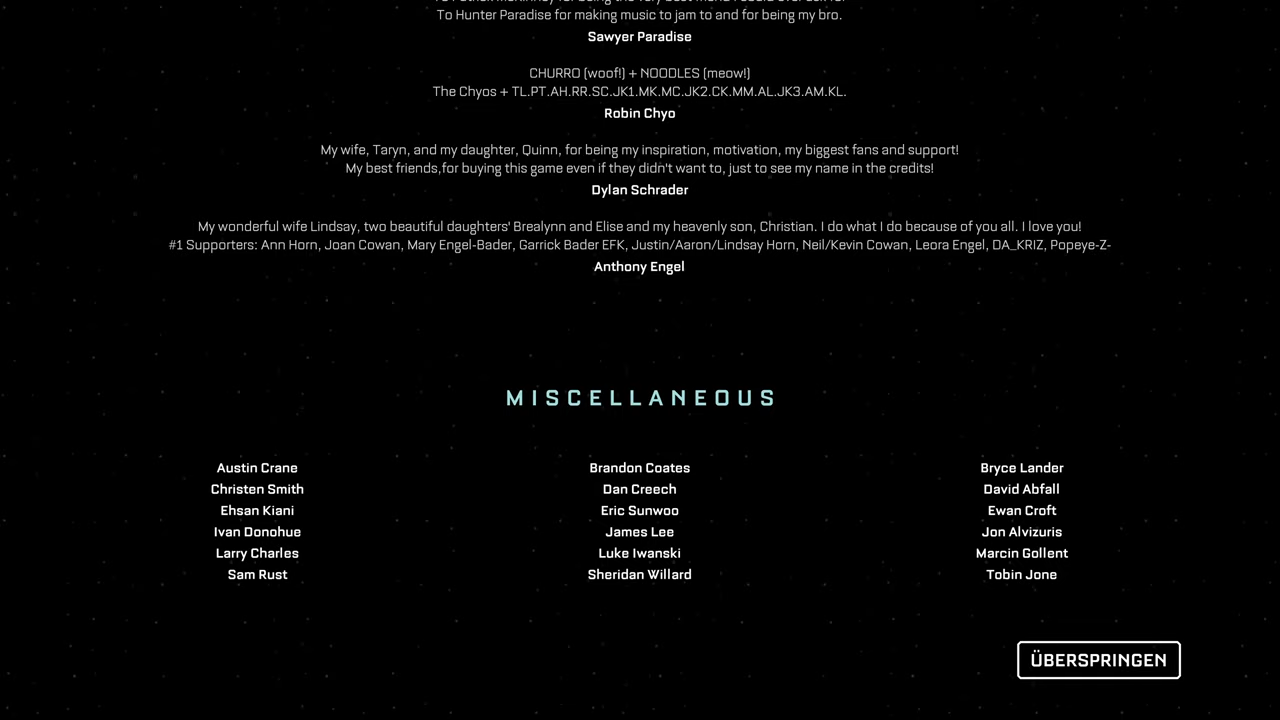 To Hunter Paradise for making music to jam to and for being my bro.
Sawyer Paradise
CHURRO (woof!) + NOODLES (meow!)
The Chyos + TL.PT.AH.RR.SC.JK1.MK.MC.JK2.CK.MM.AL.JK3.AM.KL.
Robin Chyo
My wife, Taryn, and my daughter, Quinn, for being my inspiration, motivation, my biggest fans and support!
My best friends,for buying this game even if they didn't want to, just to see my name in the credits!
Dylan Schrader
My wonderful wife Lindsay, two beautiful daughters' Brealynn and Elise and my heavenly son, Christian. I do what I do because of you all. I love you!
#1 Supporters: Ann Horn, Joan Cowan, Mary Engel-Bader, Garrick Bader EFK, Justin/Aaron/Lindsay Horn, Neil/Kevin Cowan, Leora Engel, DA_KRIZ, Popeye-Z-
Anthony Engel
MISCELLANEOUS
Austin Crane Brandon Coates Bryce Lander
Christen Smith Dan Creech David Abfall
Ehsan Kiani Eric Sunwoo Ewan Croft
Ivan Donohue James Lee Jon Alvizuris
Larry Charles Luke Iwanski Marcin Gollent
Sam Rust Sheridan Willard Tobin Jone
ÜBERSPRINGEN